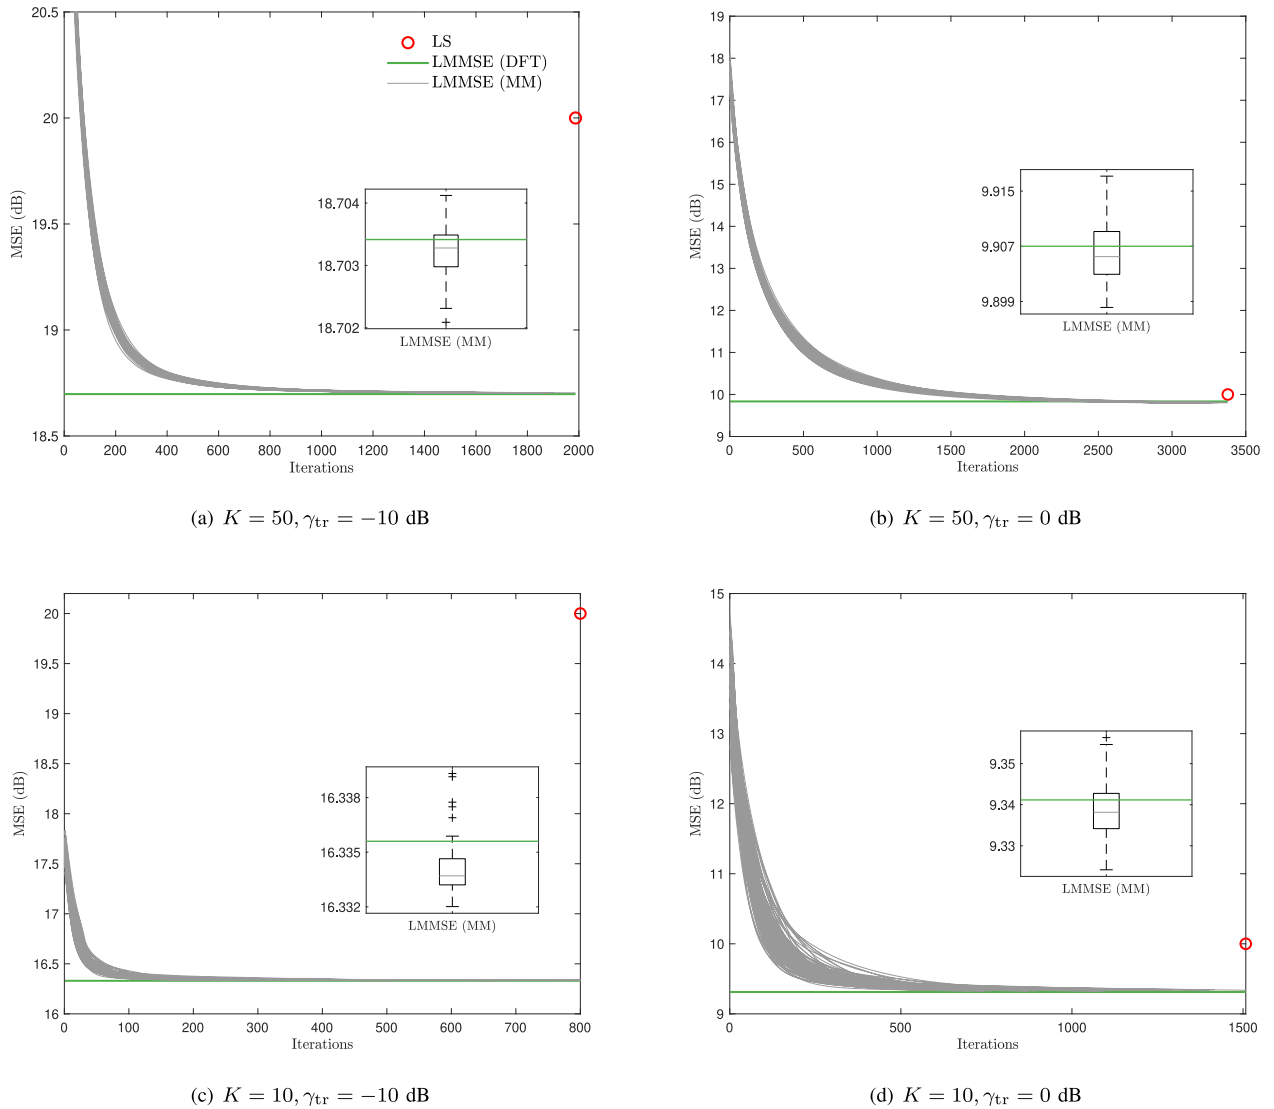 20.5
20
19.5
19
18.5
MSE (dB)
LS
LMMSE (DFT)
LMMSE (MM)
18.704
18.703
18.702
LMMSE (MM)
0 200 400 600 800 1000 1200 1400 1600 1800 2000
Iterations
(a) K = 50, γtr = −10 dB
19
18
17
16
15
14
13
12
11
10
9
MSE (dB)
9.915
9.907
9.899
LMMSE (MM)
0 500 1000 1500 2000 2500 3000 3500
Iterations
(b) K = 50, γtr = 0 dB
20
19.5
19
18.5
18
17.5
17
16.5
16
MSE (dB)
16.338
16.335
16.332
LMMSE (MM)
0 100 200 300 400 500 600 700 800
Iterations
(c) K = 10, γtr = −10 dB
15
14
13
12
11
10
9
MSE (dB)
9.35
9.34
9.33
LMMSE (MM)
0 500 1000 1500
Iterations
(d) K = 10, γtr = 0 dB